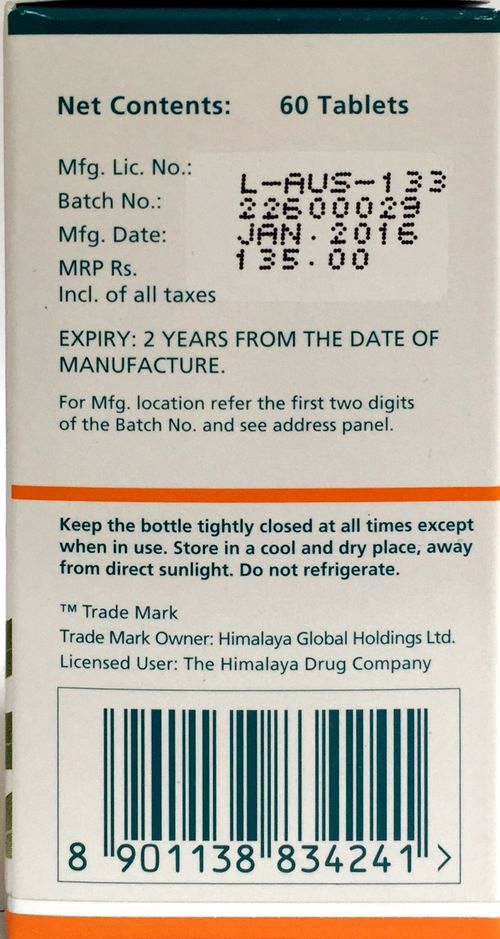 Net Contents: 60 Tablets
Mfg. Lic. No.: L-AUS-133
Batch No.: 22600029
Mfg. Date: JAN. 2016
MRP Rs. 135.00
Incl. of all taxes
EXPIRY: 2 YEARS FROM THE DATE OF
MANUFACTURE.
For Mfg. location refer the first two digits
of the Batch No. and see address panel.
Keep the bottle tightly closed at all times except
when in use. Store in a cool and dry place, away
from direct sunlight. Do not refrigerate.
™ Trade Mark
Trade Mark Owner: Himalaya Global Holdings Ltd.
Licensed User: The Himalaya Drug Company
8 901138 834241 >